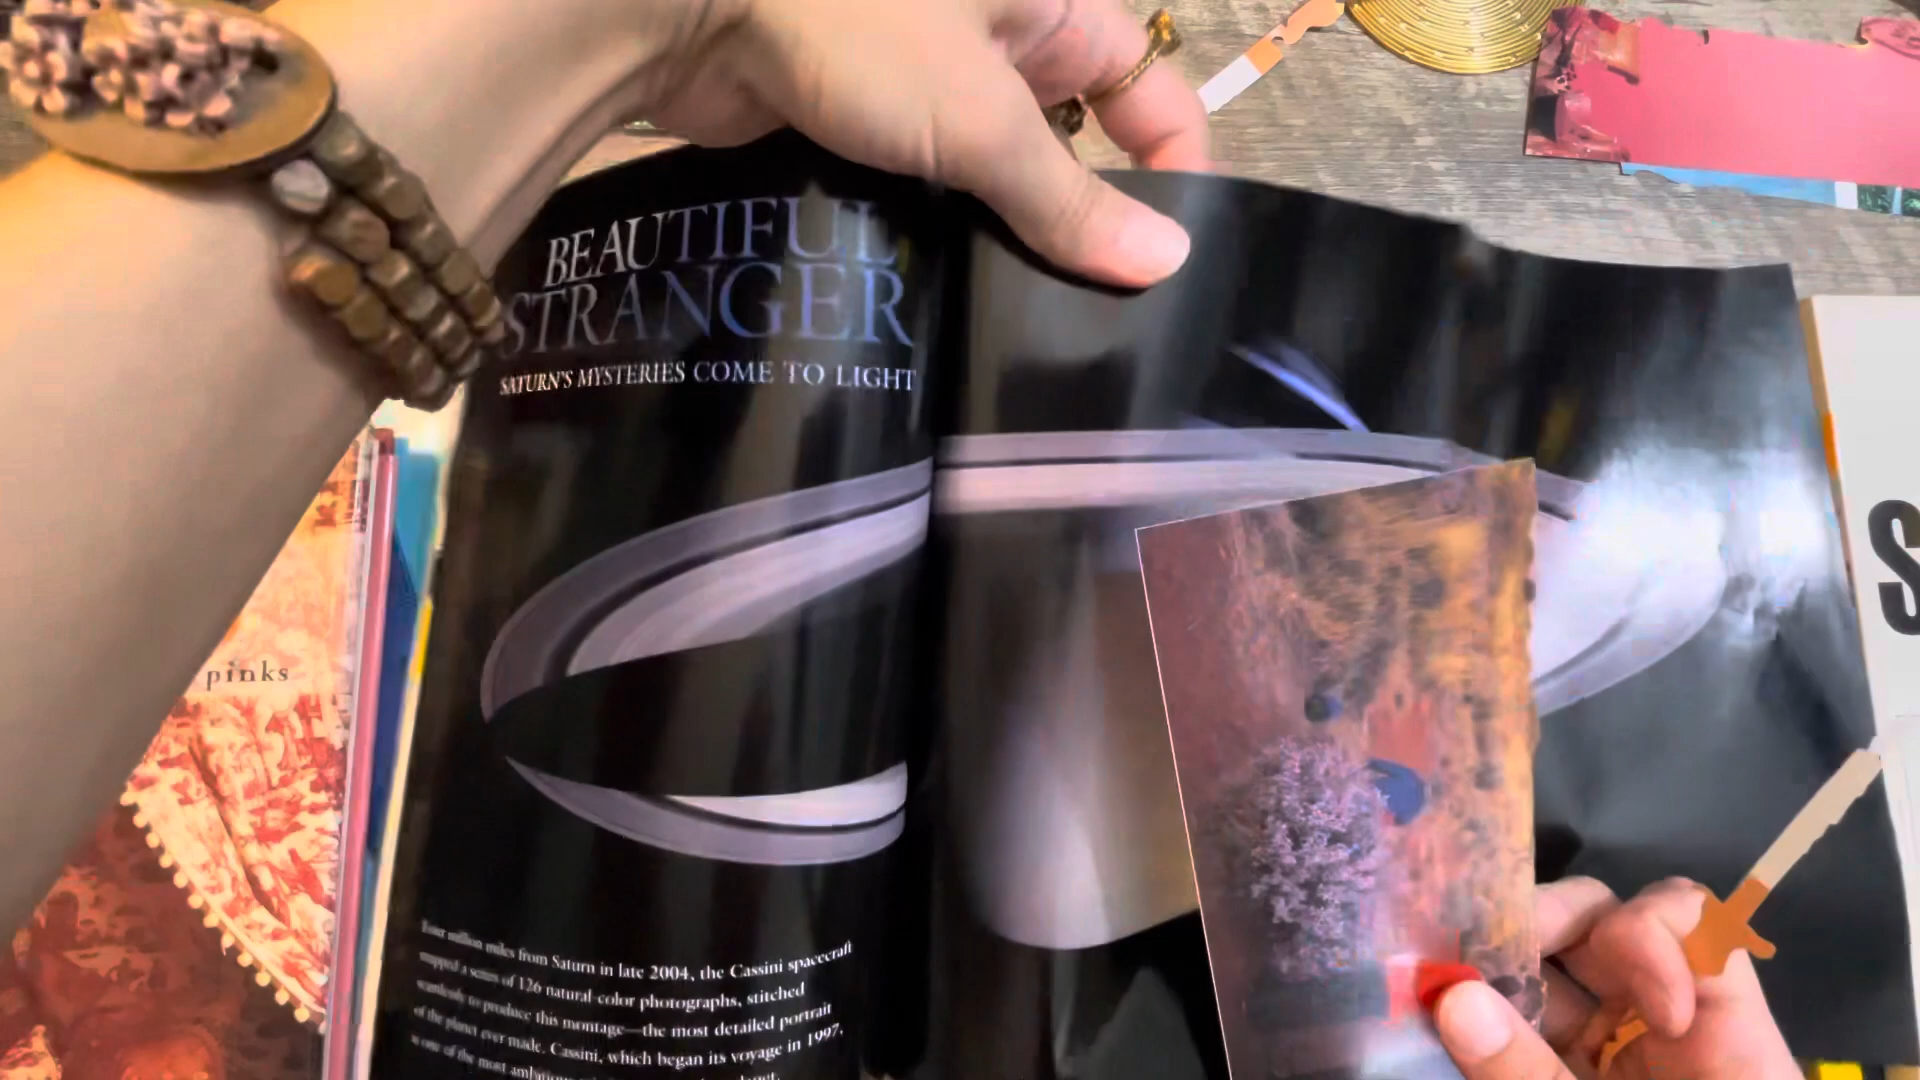 BEAUTIFUL
STRANGER
SATURN'S MYSTERIES COME TO LIGHT
pinks
S
Four million miles from Saturn in late 2004, the Cassini spacecraft
snapped a series of 126 natural-color photographs, stitched
seamlessly to produce this montage—the most detailed portrait
of the planet ever made. Cassini, which began its voyage in 1997,
is one of the most ambitious